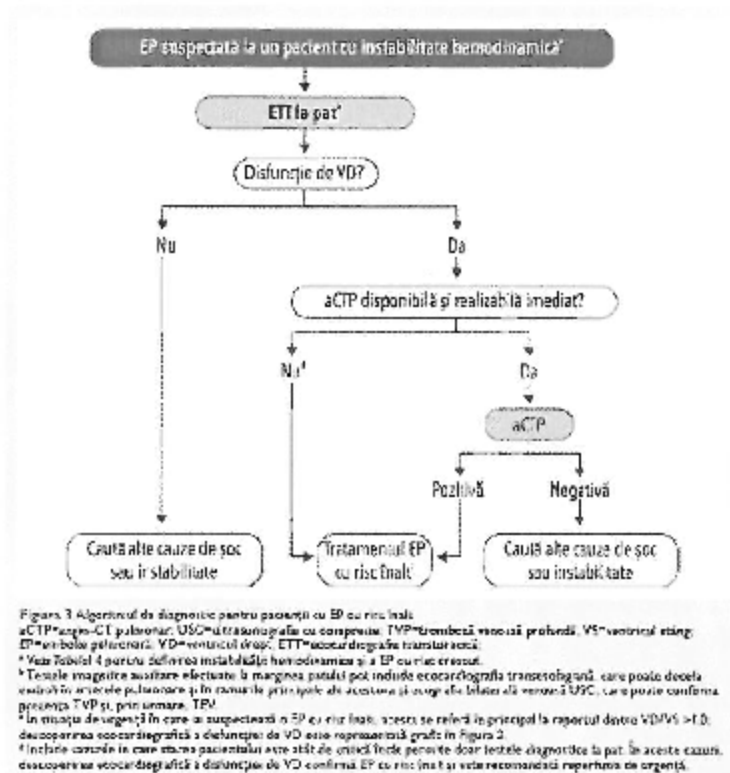 EP suspectată la un pacient cu instabilitate hemodinamică
ETT la pat
Disfuncție de VD?
Nu
Da
aCTP disponibilă și realizabilă imediat?
Nu
Da
aCTP
Pozitivă
Negativă
Caută alte cauze de șoc
sau instabilitate
Tratamentul EP
cu risc înalt
Caută alte cauze de șoc
sau instabilitate
Figura 3 Algoritmul de diagnostic pentru pacienții cu EP cu risc înalt
aCTP=angio-CT pulmonar; USC=ultrasonografie cu compresie; TVP=tromboză venoasă profundă; VS=ventricul stâng;
EP=embolie pulmonară; VD=ventricul drept; ETT=ecocardiografie transtoracică
Vezi Tabelul 4 pentru definirea instabilității hemodinamice și a EP cu risc crescut.
Testele imagistice auxiliare efectuate la marginea patului pot include ecocardiografia transesofagiană, care poate decela
emboli în arterele pulmonare și în ramurile principale ale acestora și ecografia bilaterală venoasă USC, care poate confirma
prezența TVP și, prin urmare, TEV.
În situația de urgență în care se suspectează o EP cu risc înalt, acesta se referă în principal la raportul dintre VD/VS >1.0;
descoperirea ecocardiografică a disfuncției de VD este reprezentată grafic în Figura 3.
Include cazurile în care starea pacientului este atât de critică încât permite doar testele diagnostice la pat. În aceste cazuri,
descoperirea ecocardiografică a disfuncției de VD confirmă EP cu risc înalt și este recomandată reperfuzia de urgență.